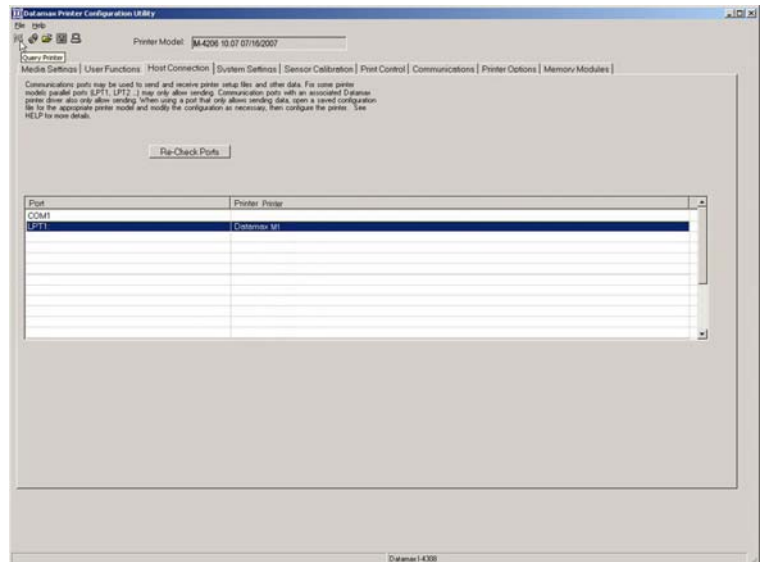 Datamax Printer Configuration Utility
File Help
Printer Model: M-4206 10.07 07/16/2007
Query Printer
Media Settings User Functions Host Connection System Settings Sensor Calibration Print Control Communications Printer Options Memory Modules
Communications ports may be used to send and receive printer setup files and other data. For some printer
models parallel ports (LPT1, LPT2 ...) may only allow sending. Communication ports with an associated Datamax
printer driver also only allow sending. When using a port that only allows sending data, open a saved configuration
file for the appropriate printer model and modify the configuration as necessary, then configure the printer. See
HELP for more details.
Re-Check Ports
Port Printer Printer
COM1
LPT1: Datamax M1
Datamax I-4308